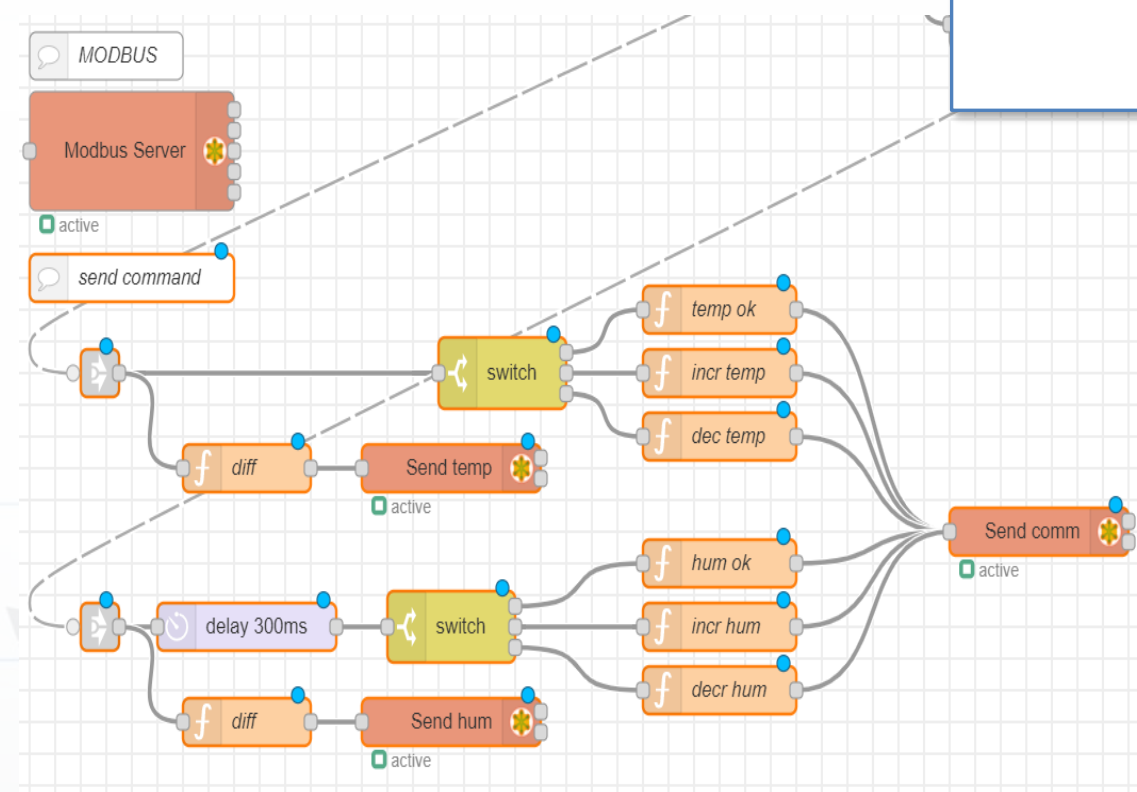 MODBUS
Modbus Server
active
send command
temp ok
switch
incr temp
dec temp
diff
Send temp
active
Send comm
active
hum ok
delay 300ms
switch
incr hum
decr hum
diff
Send hum
active